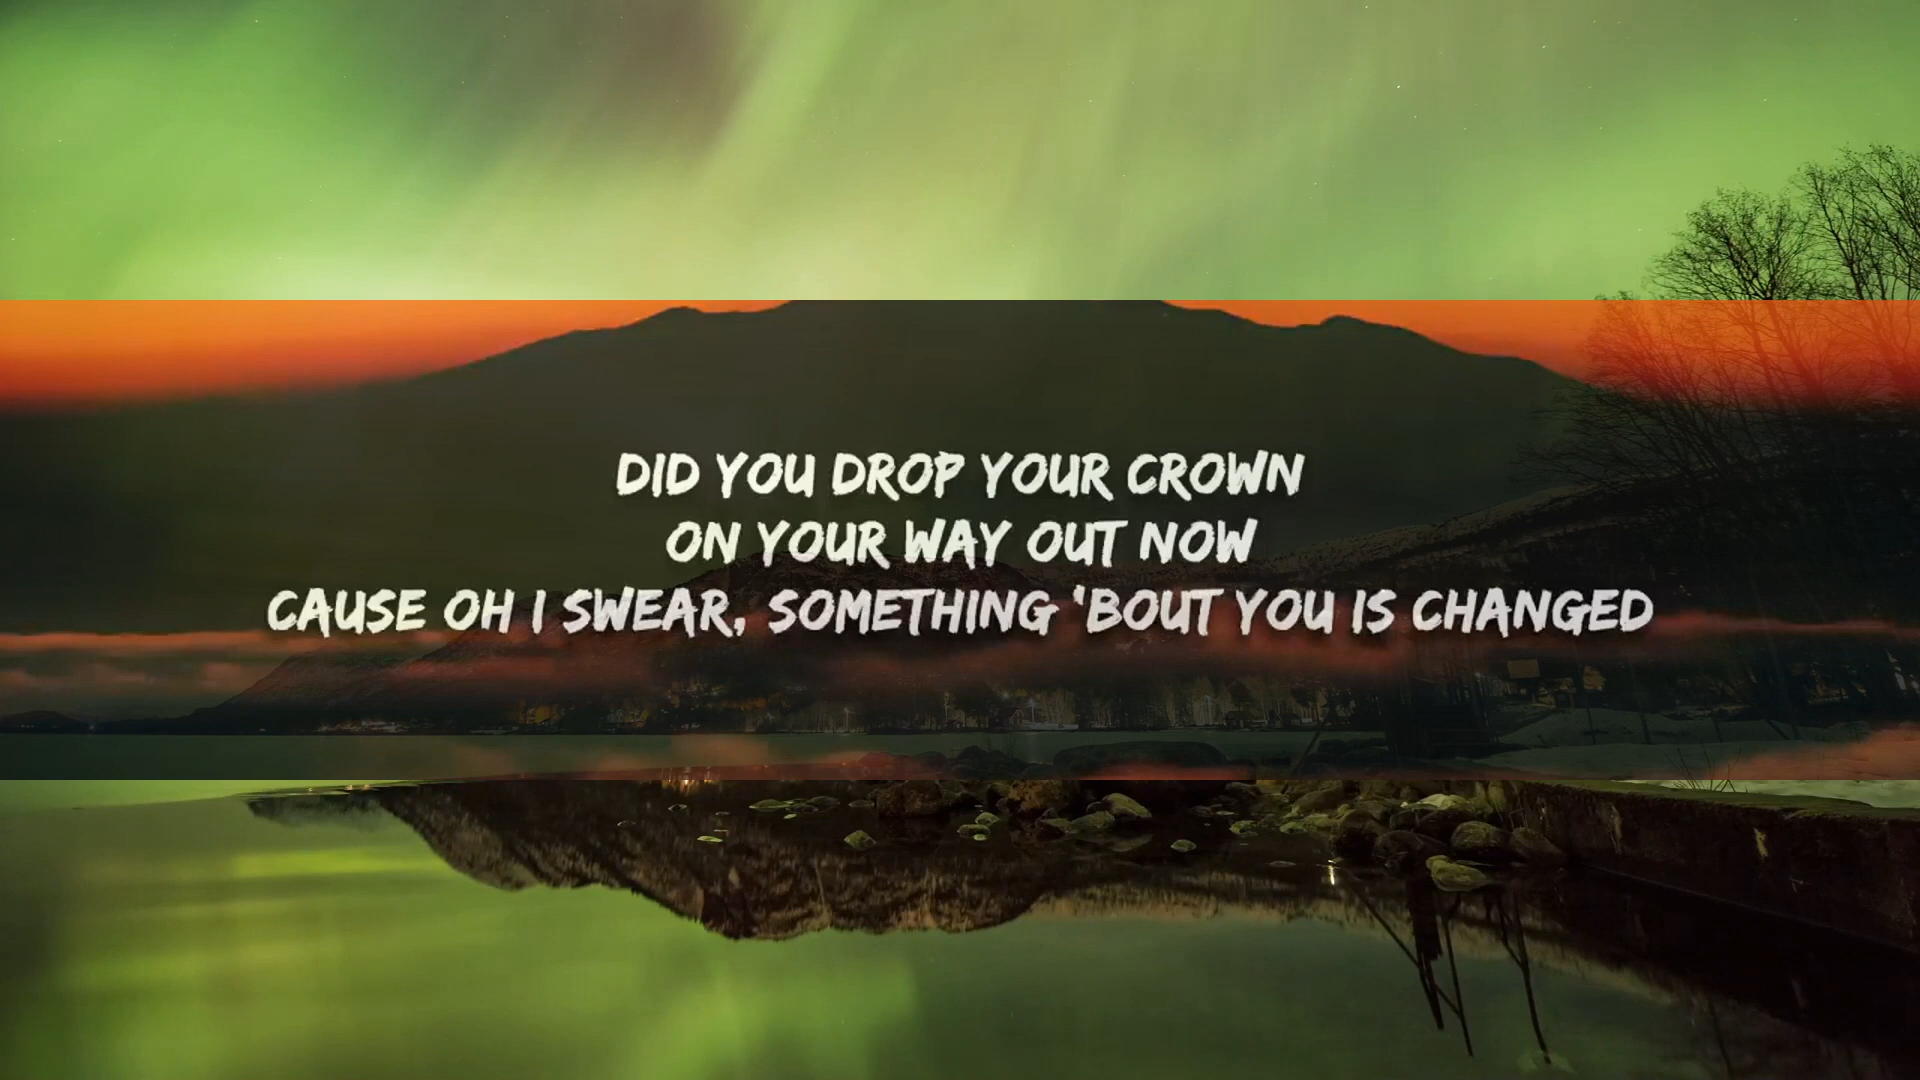 DID YOU DROP YOUR CROWN
ON YOUR WAY OUT NOW
CAUSE OH I SWEAR, SOMETHING 'BOUT YOU IS CHANGED